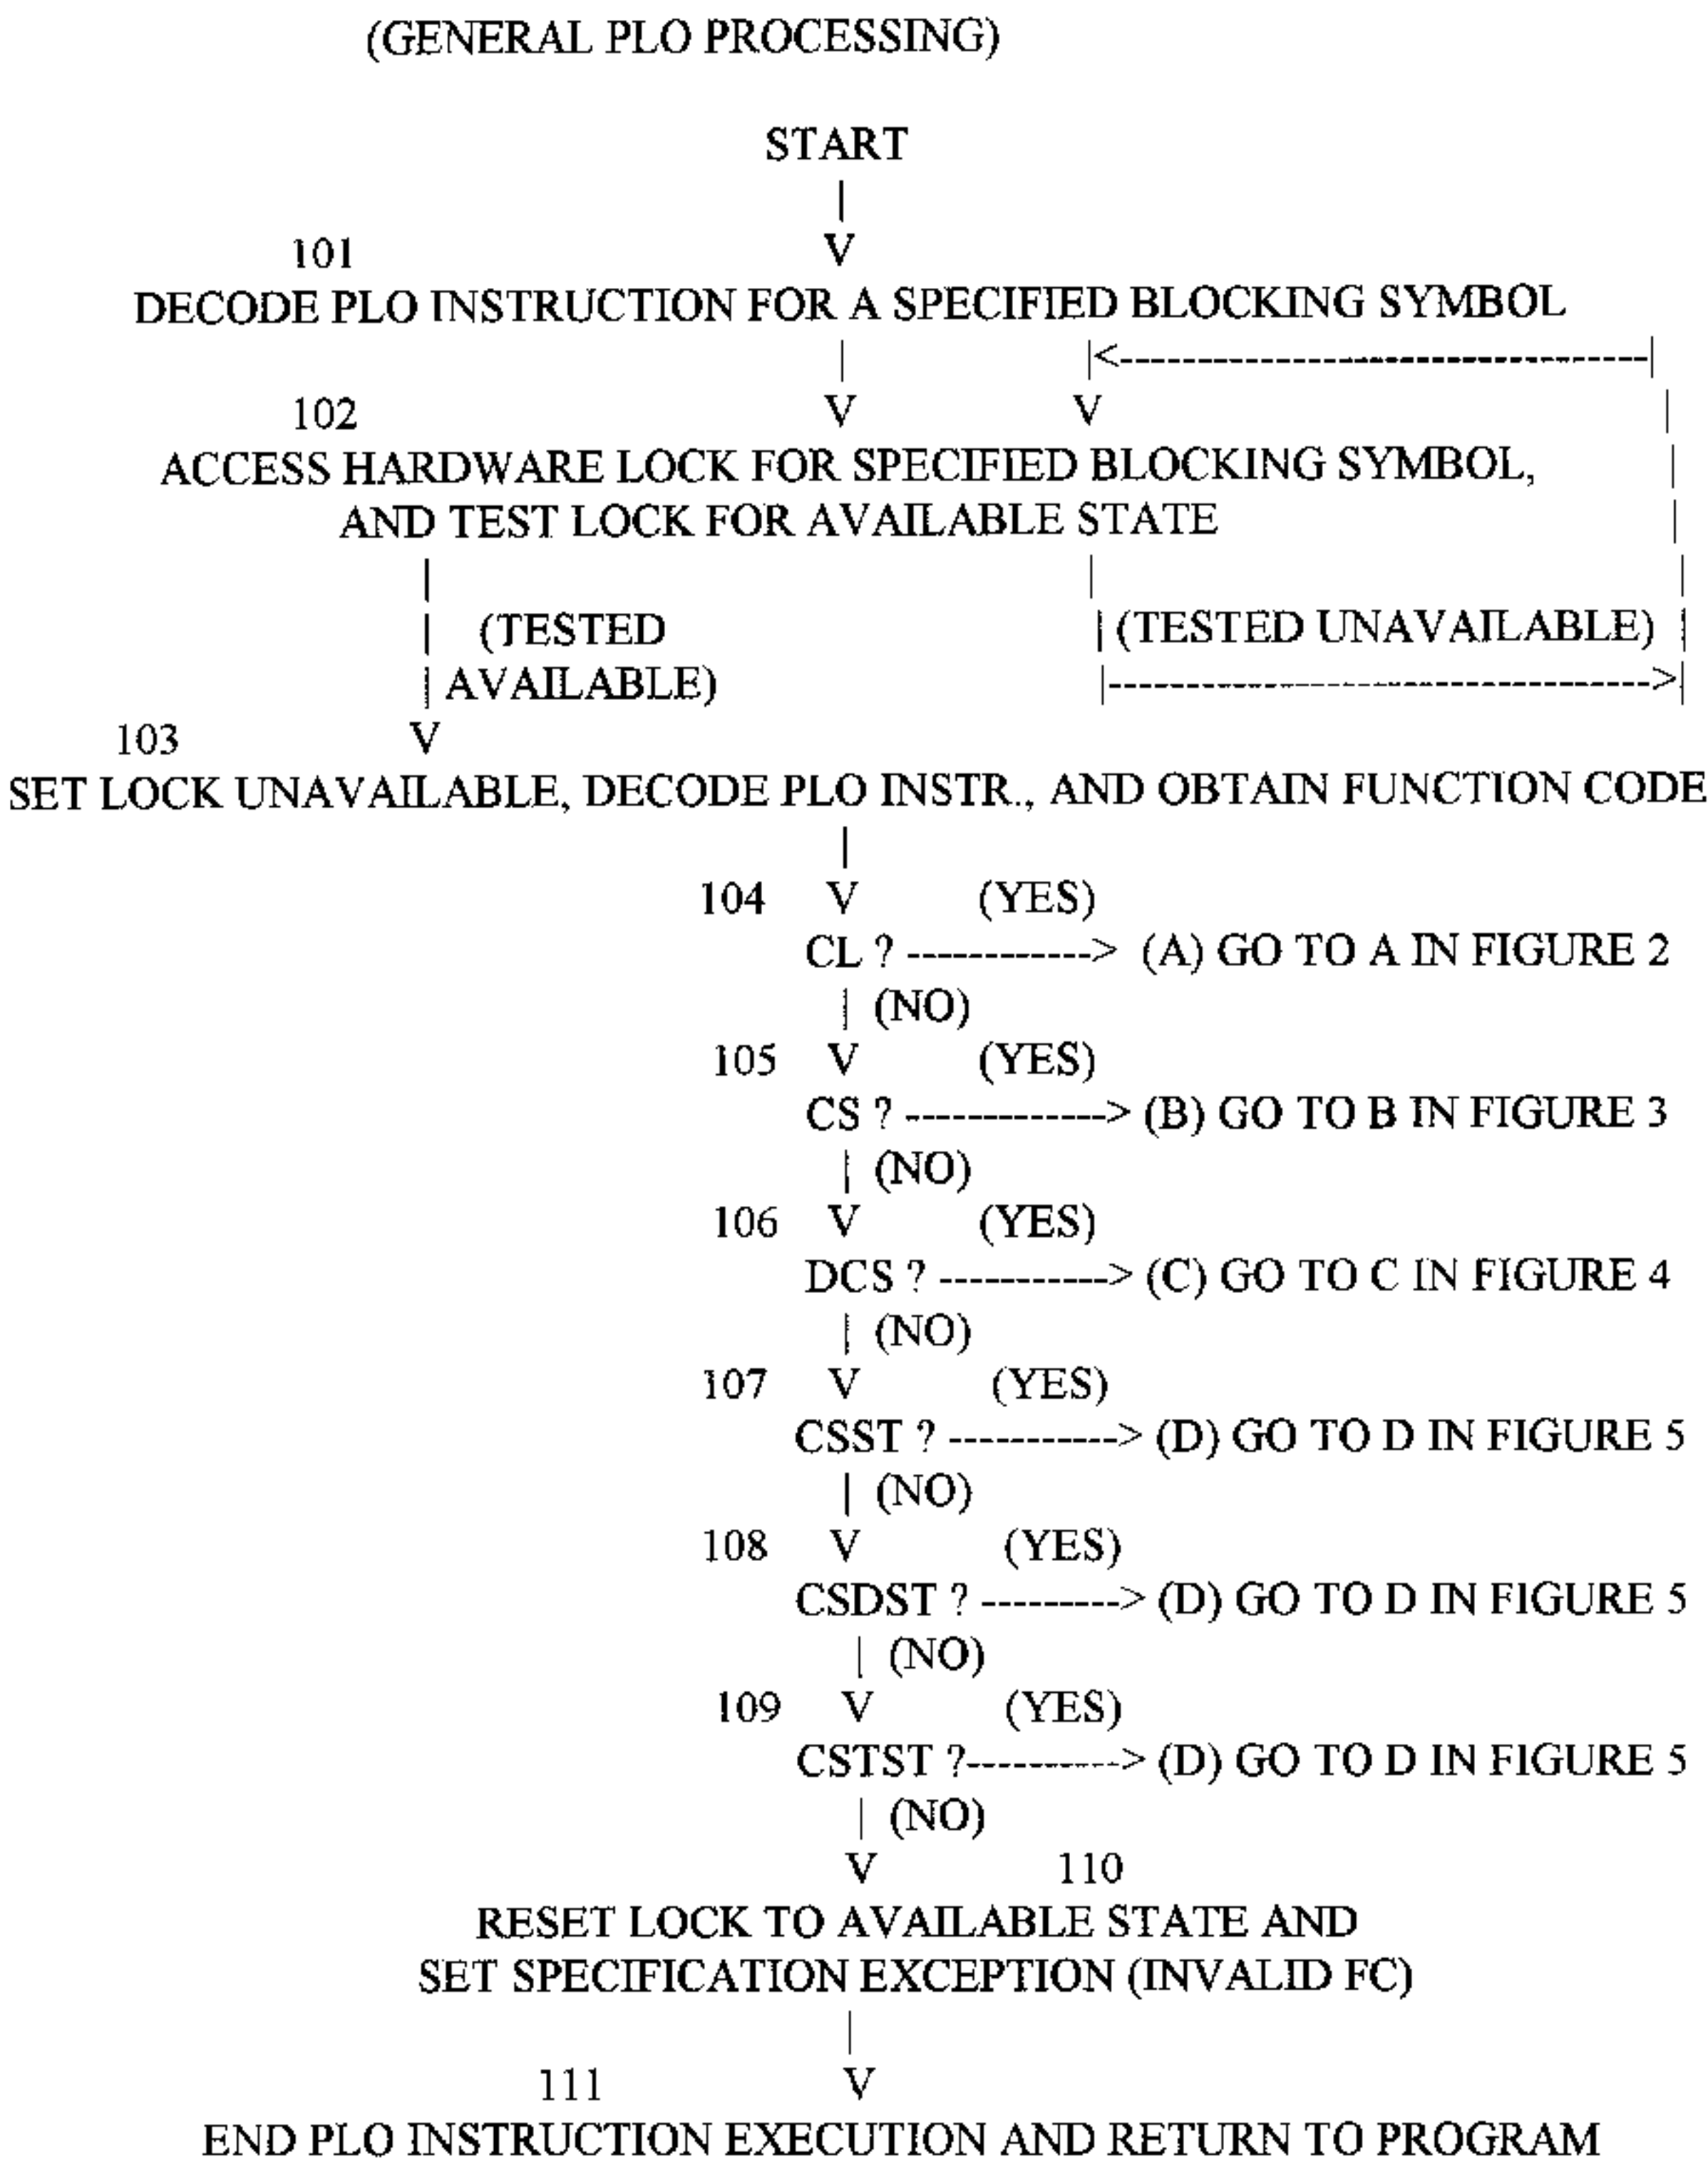 (GENERAL PLO PROCESSING)
START
|
V
101
DECODE PLO INSTRUCTION FOR A SPECIFIED BLOCKING SYMBOL
| |<-----------------------------------|
102 V V |
ACCESS HARDWARE LOCK FOR SPECIFIED BLOCKING SYMBOL, |
AND TEST LOCK FOR AVAILABLE STATE |
| | |
| (TESTED | (TESTED UNAVAILABLE) |
| AVAILABLE) |----------------------------------->|
103 V
SET LOCK UNAVAILABLE, DECODE PLO INSTR., AND OBTAIN FUNCTION CODE
|
104 V (YES)
CL ? ------------> (A) GO TO A IN FIGURE 2
| (NO)
105 V (YES)
CS ? -------------> (B) GO TO B IN FIGURE 3
| (NO)
106 V (YES)
DCS ? -----------> (C) GO TO C IN FIGURE 4
| (NO)
107 V (YES)
CSST ? -----------> (D) GO TO D IN FIGURE 5
| (NO)
108 V (YES)
CSDST ? ---------> (D) GO TO D IN FIGURE 5
| (NO)
109 V (YES)
CSTST ?----------> (D) GO TO D IN FIGURE 5
| (NO)
V 110
RESET LOCK TO AVAILABLE STATE AND
SET SPECIFICATION EXCEPTION (INVALID FC)
|
111 V
END PLO INSTRUCTION EXECUTION AND RETURN TO PROGRAM